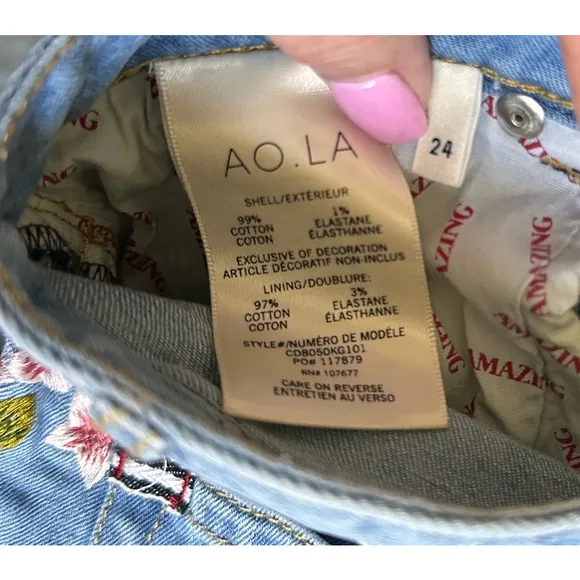 AO.LA
24
SHELL/EXTÉRIEUR
99% 1%
COTTON ELASTANE
COTON ÉLASTHANNE
EXCLUSIVE OF DECORATION
ARTICLE DÉCORATIF NON-INCLUS
LINING/DOUBLURE:
97% 3%
COTTON ELASTANE
COTON ÉLASTHANNE
STYLE#/NUMÉRO DE MODÈLE
CD8050KG101
PO# 117879
RN# 107677
CARE ON REVERSE
ENTRETIEN AU VERSO
AMAZING
AMAZING
AMAZING